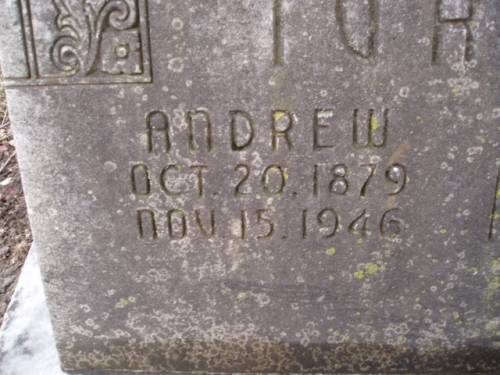 ANDREW
OCT. 20. 1879
NOV. 15. 1946